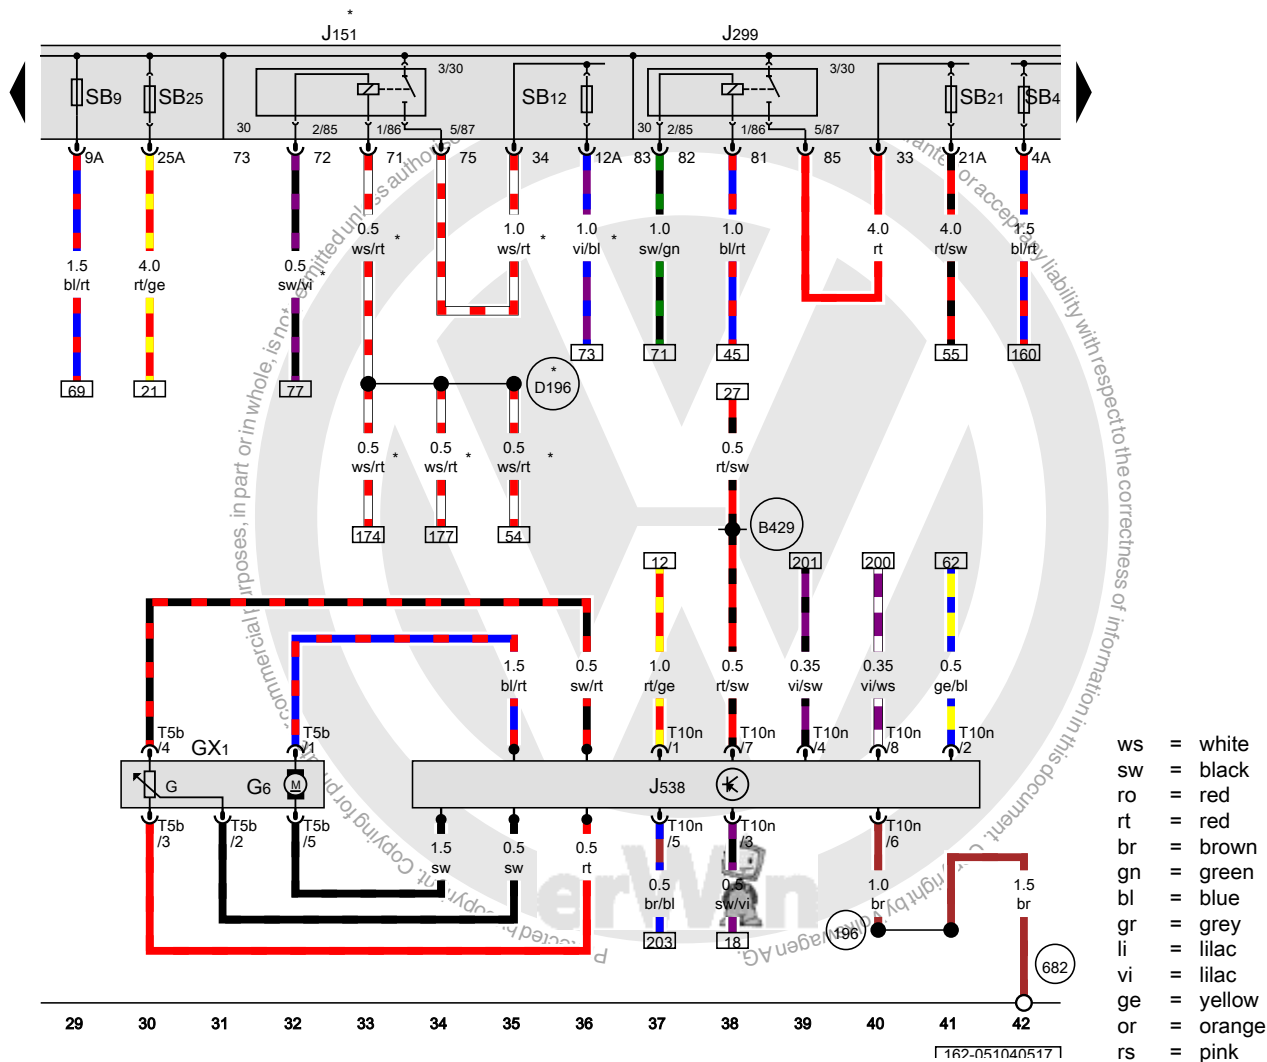 *
J151
J299
3/30
3/30
SB9
SB25
SB12
SB21
SB4
30
2/85
1/86
5/87
30
2/85
1/86
5/87
9A
25A
73
72
71
75
34
12A
83
82
81
85
33
21A
4A
0.5
ws/rt
*
1.0
ws/rt
*
1.0
vi/bl
*
1.0
sw/gn
1.0
bl/rt
4.0
rt
4.0
rt/sw
1.5
bl/rt
1.5
bl/rt
4.0
rt/ge
0.5
sw/vi
*
73
71
45
55
160
69
21
77
*
D196
27
0.5
ws/rt
*
0.5
ws/rt
*
0.5
ws/rt
*
0.5
rt/sw
174
177
54
B429
12
201
200
62
1.5
bl/rt
0.5
sw/rt
1.0
rt/ge
0.5
rt/sw
0.35
vi/sw
0.35
vi/ws
0.5
ge/bl
T5b
/4
GX1
T5b
/1
T10n
/1
T10n
/7
T10n
/4
T10n
/8
T10n
/2
G
G6
M
J538
T5b
/3
T5b
/2
T5b
/5
1.5
sw
0.5
sw
0.5
rt
T10n
/5
T10n
/3
T10n
/6
0.5
br/bl
0.5
sw/vi
1.0
br
1.5
br
203
18
196
682
29 30 31 32 33 34 35 36 37 38 39 40 41 42
162-051040517
ws = white
sw = black
ro = red
rt = red
br = brown
gn = green
bl = blue
gr = grey
li = lilac
vi = lilac
ge = yellow
or = orange
rs = pink
erWin